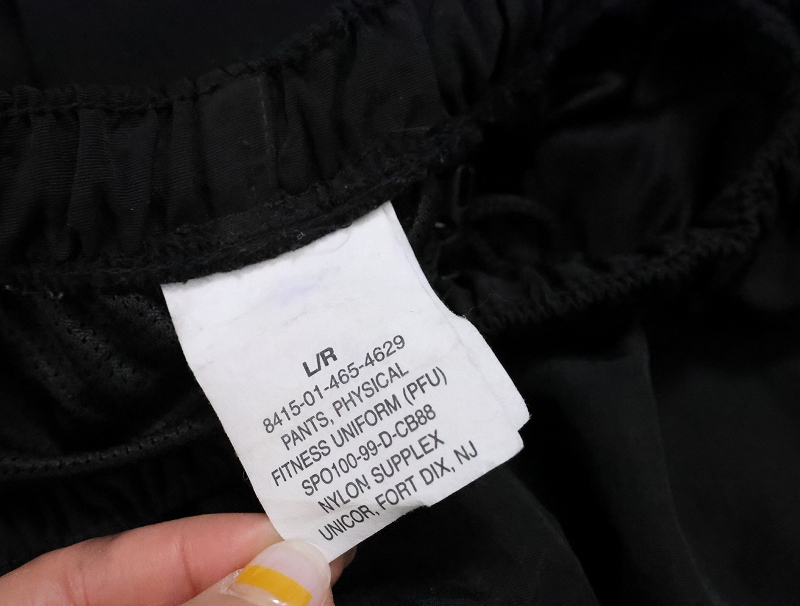 L/R
8415-01-465-4629
PANTS, PHYSICAL
FITNESS UNIFORM (PFU)
SPO100-99-D-CB88
NYLON SUPPLEX
UNICOR, FORT DIX, NJ